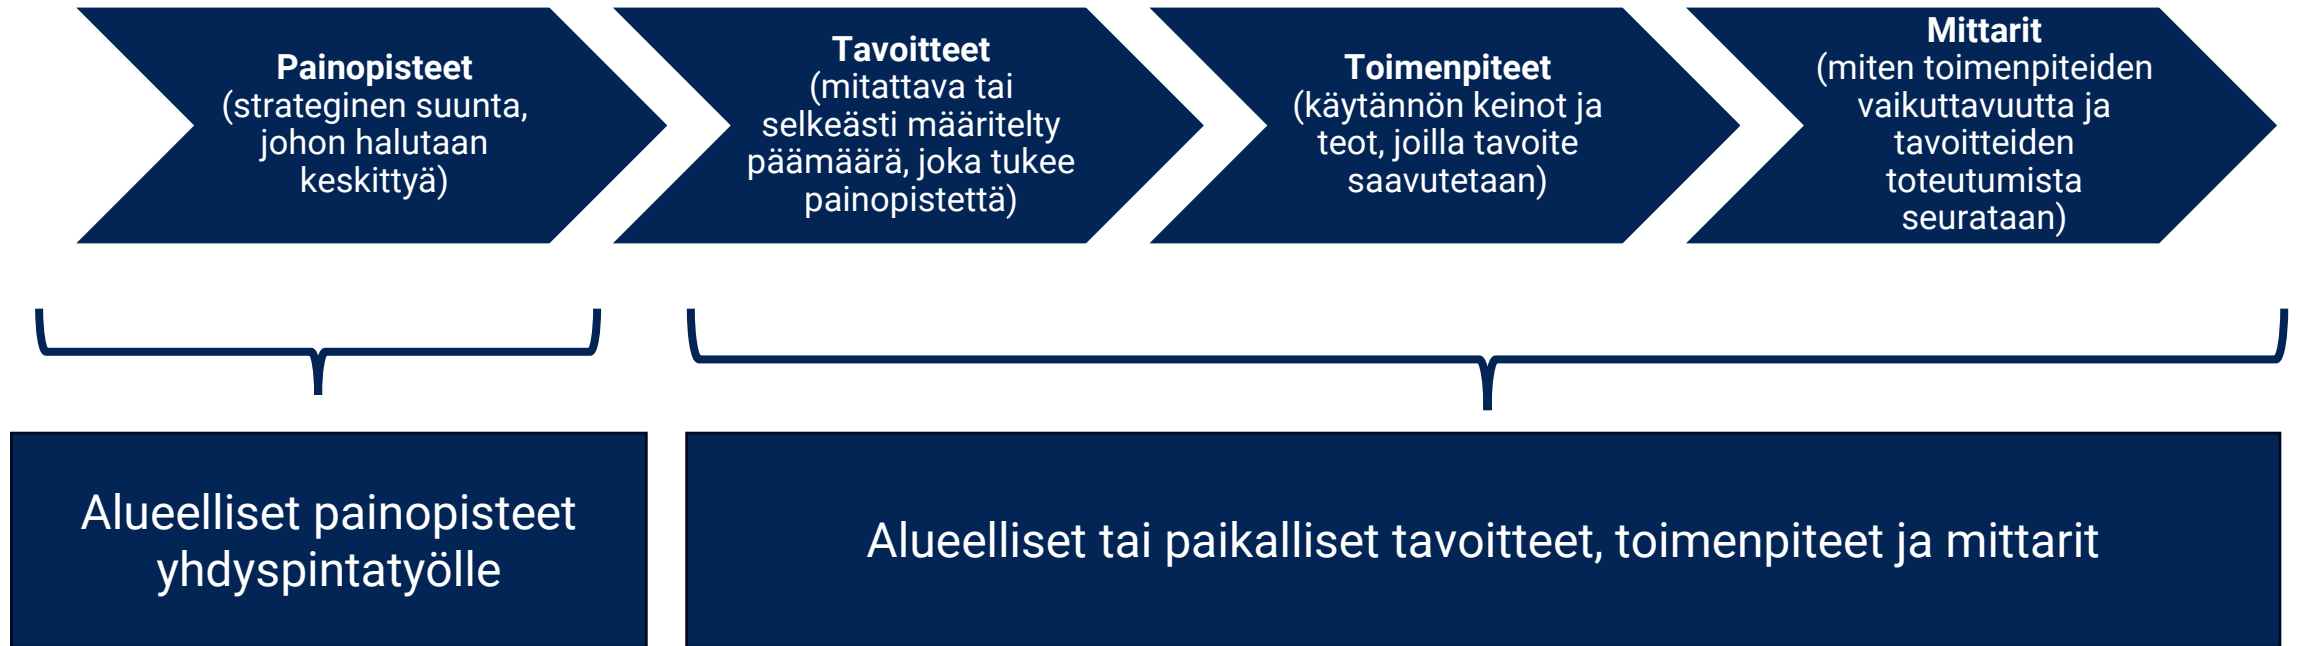 Painopisteet
(strateginen suunta,
johon halutaan
keskittyä)
Tavoitteet
(mitattava tai
selkeästi määritelty
päämäärä, joka tukee
painopistettä)
Toimenpiteet
(käytännön keinot ja
teot, joilla tavoite
saavutetaan)
Mittarit
(miten toimenpiteiden
vaikuttavuutta ja
tavoitteiden
toteutumista
seurataan)
Alueelliset painopisteet
yhdyspintatyölle
Alueelliset tai paikalliset tavoitteet, toimenpiteet ja mittarit